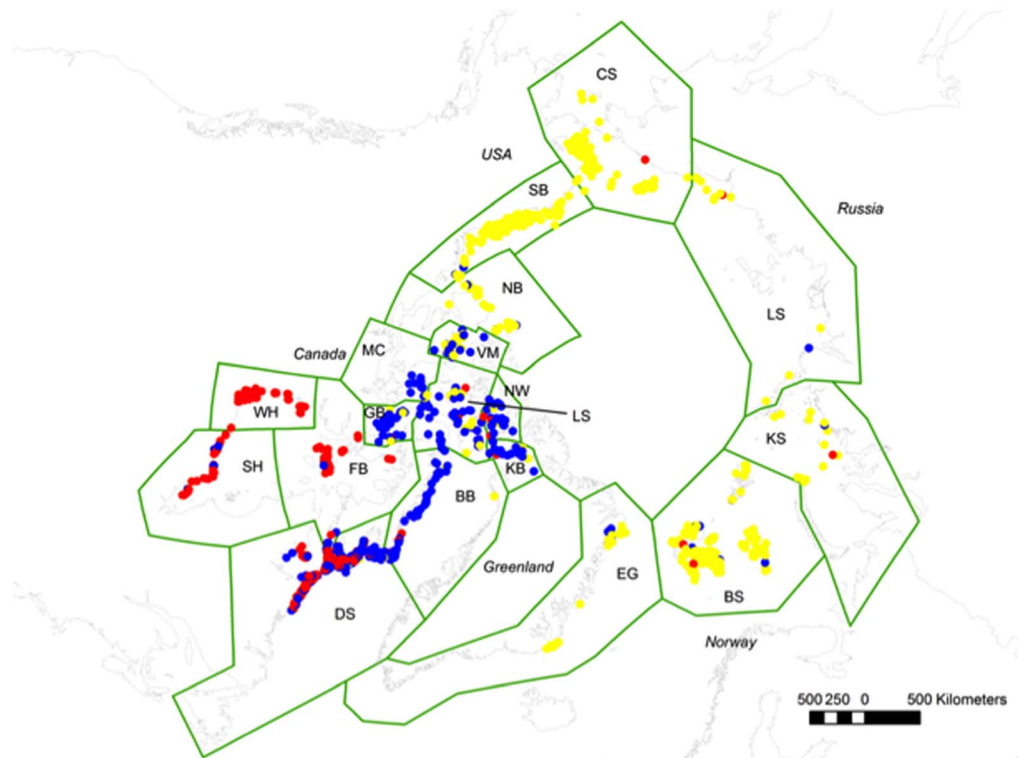 CS
USA
SB
Russia
NB
LS
Canada
MC
VM
NW
GB
LS
WH
KS
SH
FB
KB
BB
Greenland
EG
BS
DS
Norway
500 250 0 500 Kilometers